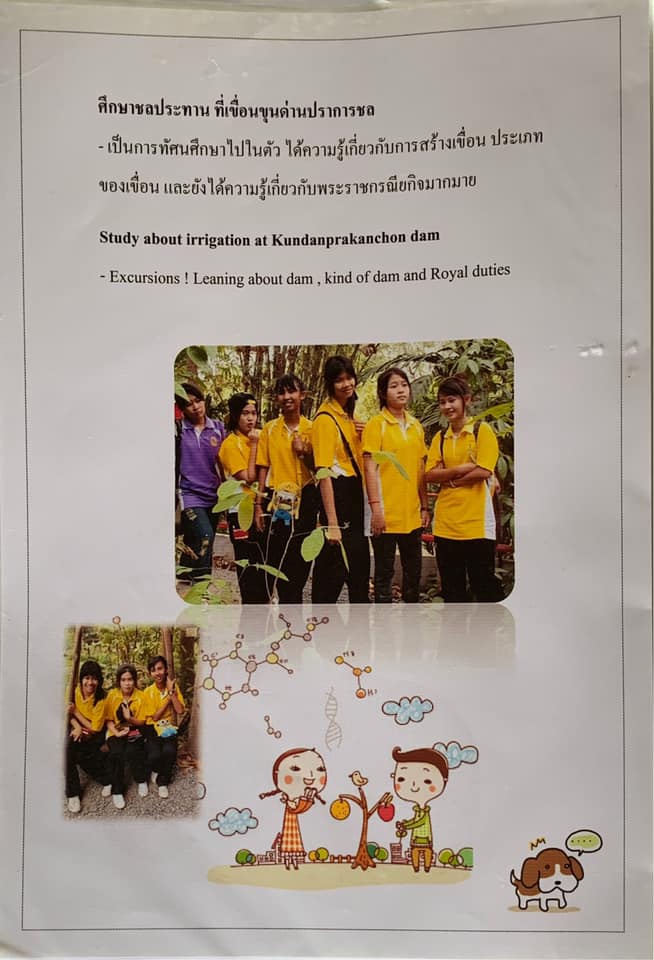 ศึกษาชลประทาน ที่เขื่อนขุนด่านปราการชล
- เป็นการทัศนศึกษาไปในตัว ได้ความรู้เกี่ยวกับการสร้างเขื่อน ประเภท
ของเขื่อน และยังได้ความรู้เกี่ยวกับพระราชกรณียกิจมากมาย
Study about irrigation at Kundanprakanchon dam
- Excursions ! Leaning about dam , kind of dam and Royal duties